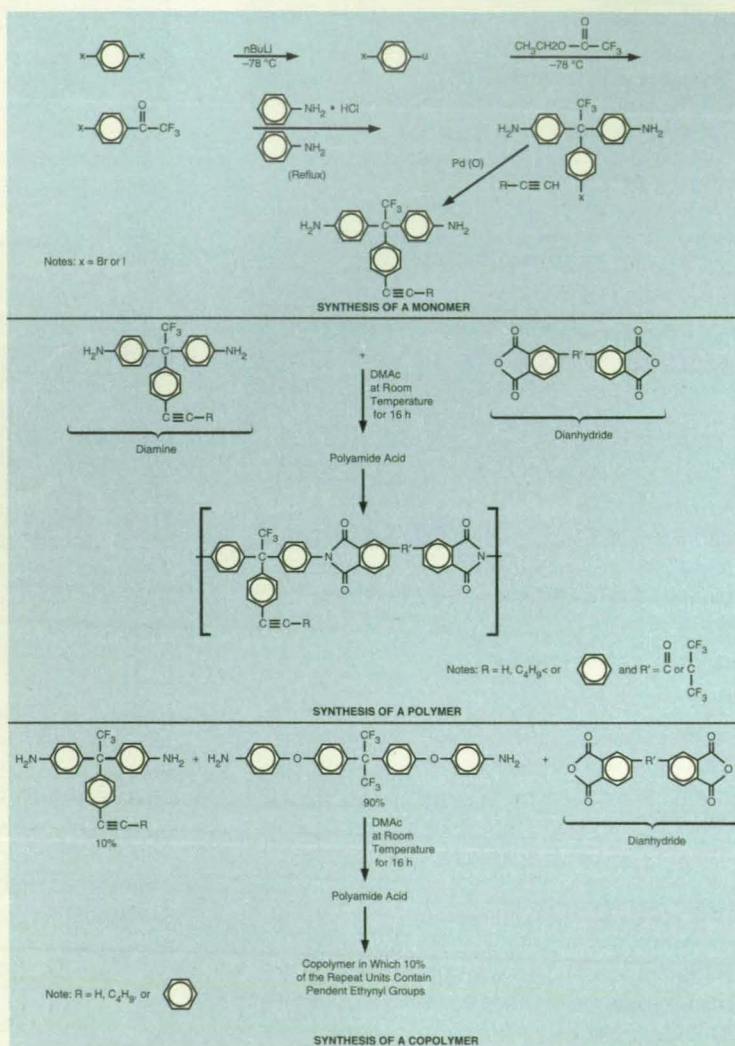 x
x
nBuLi
–78 °C
x
u
CH3CH2O—C—CF3
O
–78 °C
x
O
C—CF3
NH2 • HCl
NH2
(Reflux)
CF3
H2N
C
NH2
x
Pd (O)
R—C≡CH
CF3
H2N
C
NH2
C≡C—R
Notes: x = Br or I
SYNTHESIS OF A MONOMER
CF3
H2N
C
NH2
C≡C—R
Diamine
+
DMAc
at Room
Temperature
for 16 h
O
O
O
R'
O
O
O
Dianhydride
Polyamide Acid
CF3
C
N
O
O
R'
O
O
N
C≡C—R
Notes: R = H, C4H9< or
and R' = C or C
O
CF3
CF3
SYNTHESIS OF A POLYMER
CF3
H2N
C
NH2
C≡C—R
10%
+
H2N
O
C
CF3
CF3
O
NH2
90%
+
O
O
O
R'
O
O
O
Dianhydride
DMAc
at Room
Temperature
for 16 h
Polyamide Acid
Copolymer in Which 10%
of the Repeat Units Contain
Pendent Ethynyl Groups
Note: R = H, C4H9, or
SYNTHESIS OF A COPOLYMER